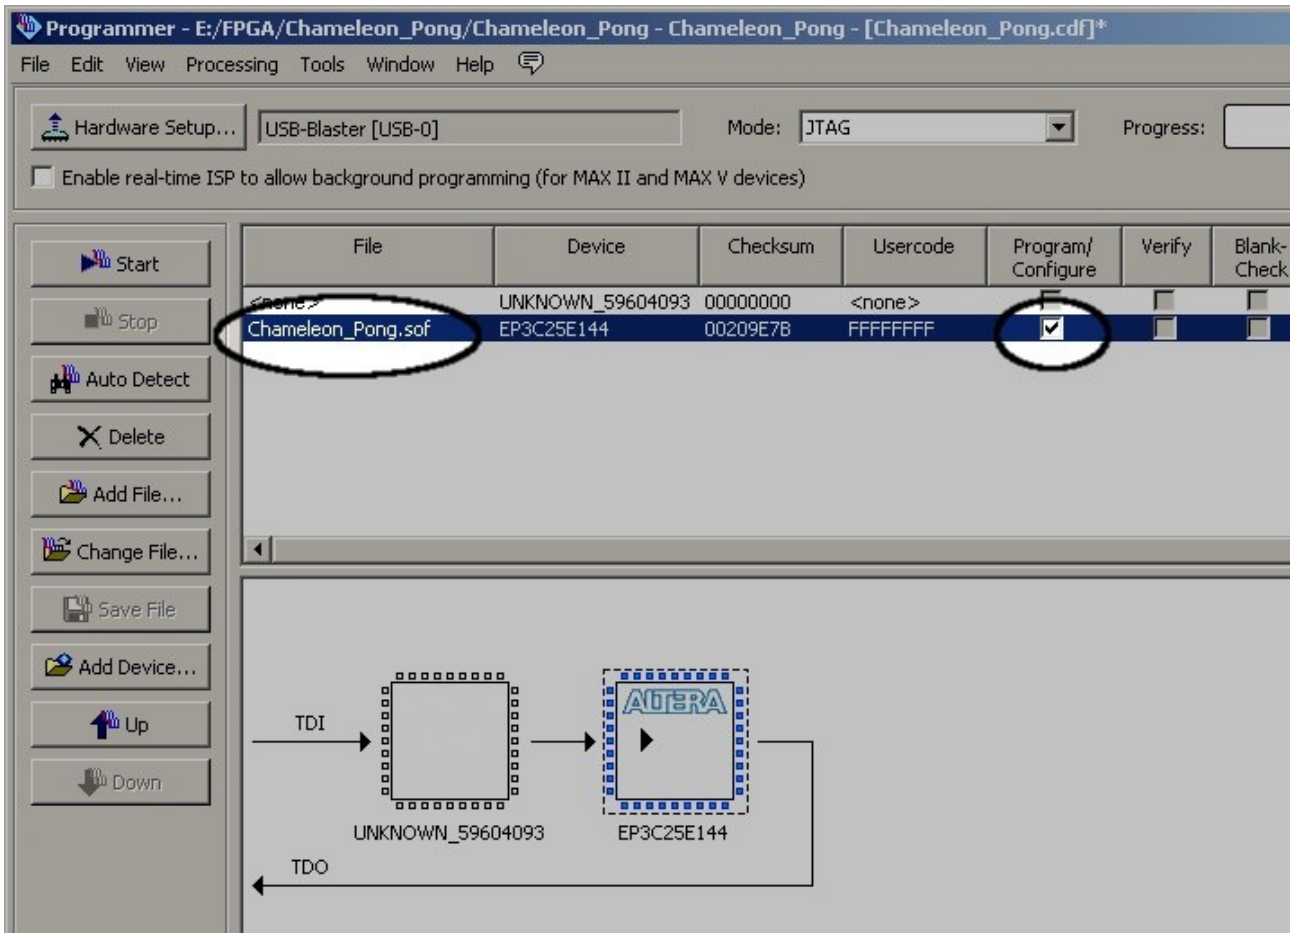 Programmer - E:/FPGA/Chameleon_Pong/Chameleon_Pong - Chameleon_Pong - [Chameleon_Pong.cdf]*
File Edit View Processing Tools Window Help
Hardware Setup... USB-Blaster [USB-0] Mode: JTAG Progress:
Enable real-time ISP to allow background programming (for MAX II and MAX V devices)
Start
Stop
Auto Detect
Delete
Add File...
Change File...
Save File
Add Device...
Up
Down
File Device Checksum Usercode Program/ Verify Blank-
Configure Check
<none> UNKNOWN_59604093 00000000 <none>
Chameleon_Pong.sof EP3C25E144 00209E7B FFFFFFFF
ALTERA
TDI
UNKNOWN_59604093 EP3C25E144
TDO